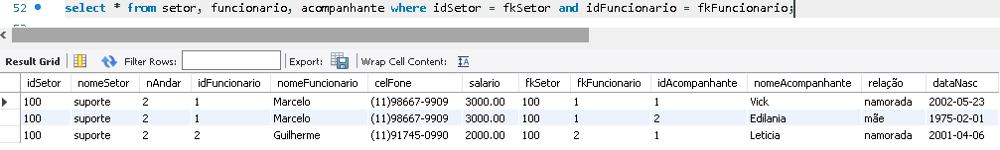 52 select * from setor, funcionario, acompanhante where idSetor = fkSetor and idFuncionario = fkFuncionario;
Result Grid Filter Rows: Export: Wrap Cell Content:
idSetor nomeSetor nAndar idFuncionario nomeFuncionario celFone salario fkSetor fkFuncionario idAcompanhante nomeAcompanhante relação dataNasc
100 suporte 2 1 Marcelo (11)98667-9909 3000.00 100 1 1 Vick namorada 2002-05-23
100 suporte 2 1 Marcelo (11)98667-9909 3000.00 100 1 2 Edilania mãe 1975-02-01
100 suporte 2 2 Guilherme (11)91745-0990 2000.00 100 2 1 Leticia namorada 2001-04-06